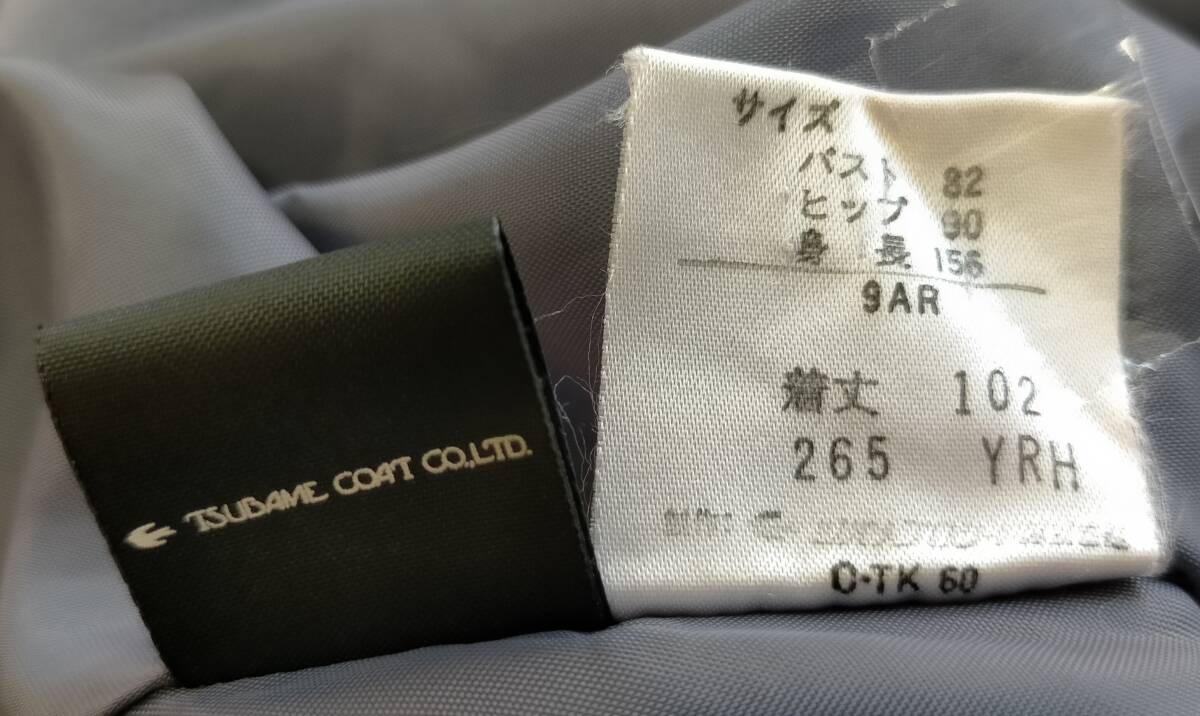 TSUBAME COAT CO.,LTD.
サイズ
バスト 82
ヒップ 90
身長 156
9AR
着丈 102
265 YRH
O-TK 60